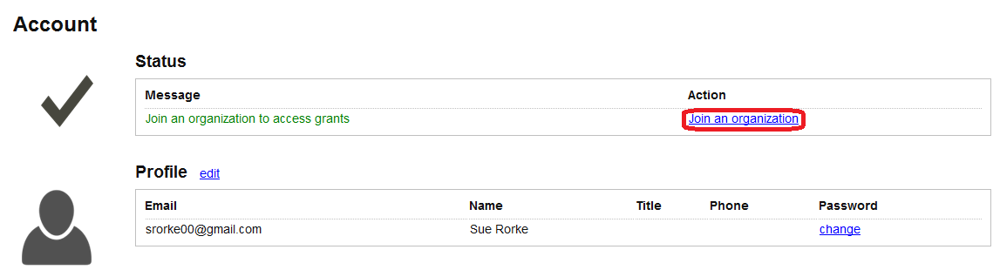 Account
Status
Message Action
Join an organization to access grants Join an organization
Profile edit
Email Name Title Phone Password
srorke00@gmail.com Sue Rorke change